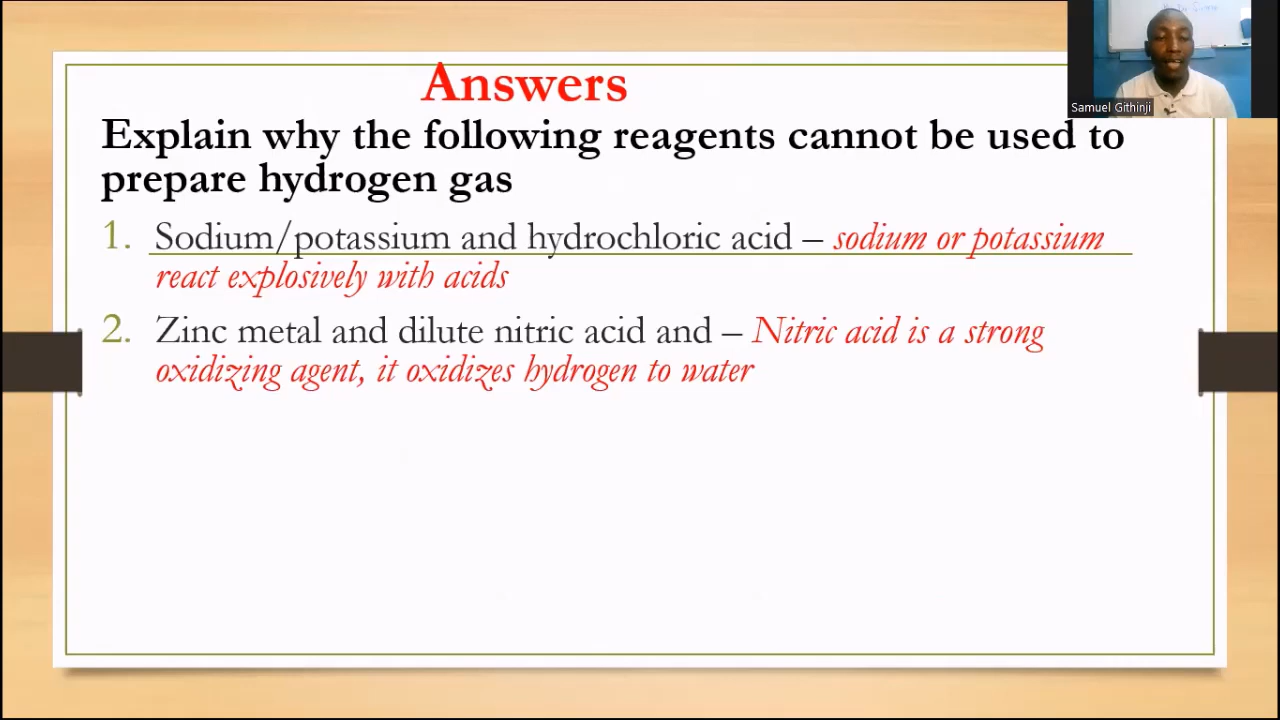 Answers
Samuel Githinji
Explain why the following reagents cannot be used to
prepare hydrogen gas
1. Sodium/potassium and hydrochloric acid – sodium or potassium
react explosively with acids
2. Zinc metal and dilute nitric acid and – Nitric acid is a strong
oxidizing agent, it oxidizes hydrogen to water